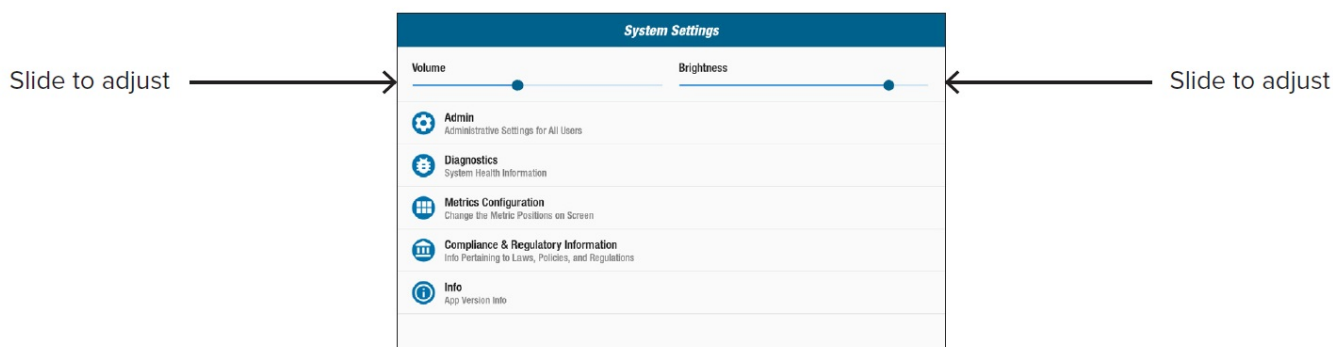 System Settings
Slide to adjust
Volume
Brightness
Slide to adjust
Admin
Administrative Settings for All Users
Diagnostics
System Health Information
Metrics Configuration
Change the Metric Positions on Screen
Compliance & Regulatory Information
Info Pertaining to Laws, Policies, and Regulations
Info
App Version Info